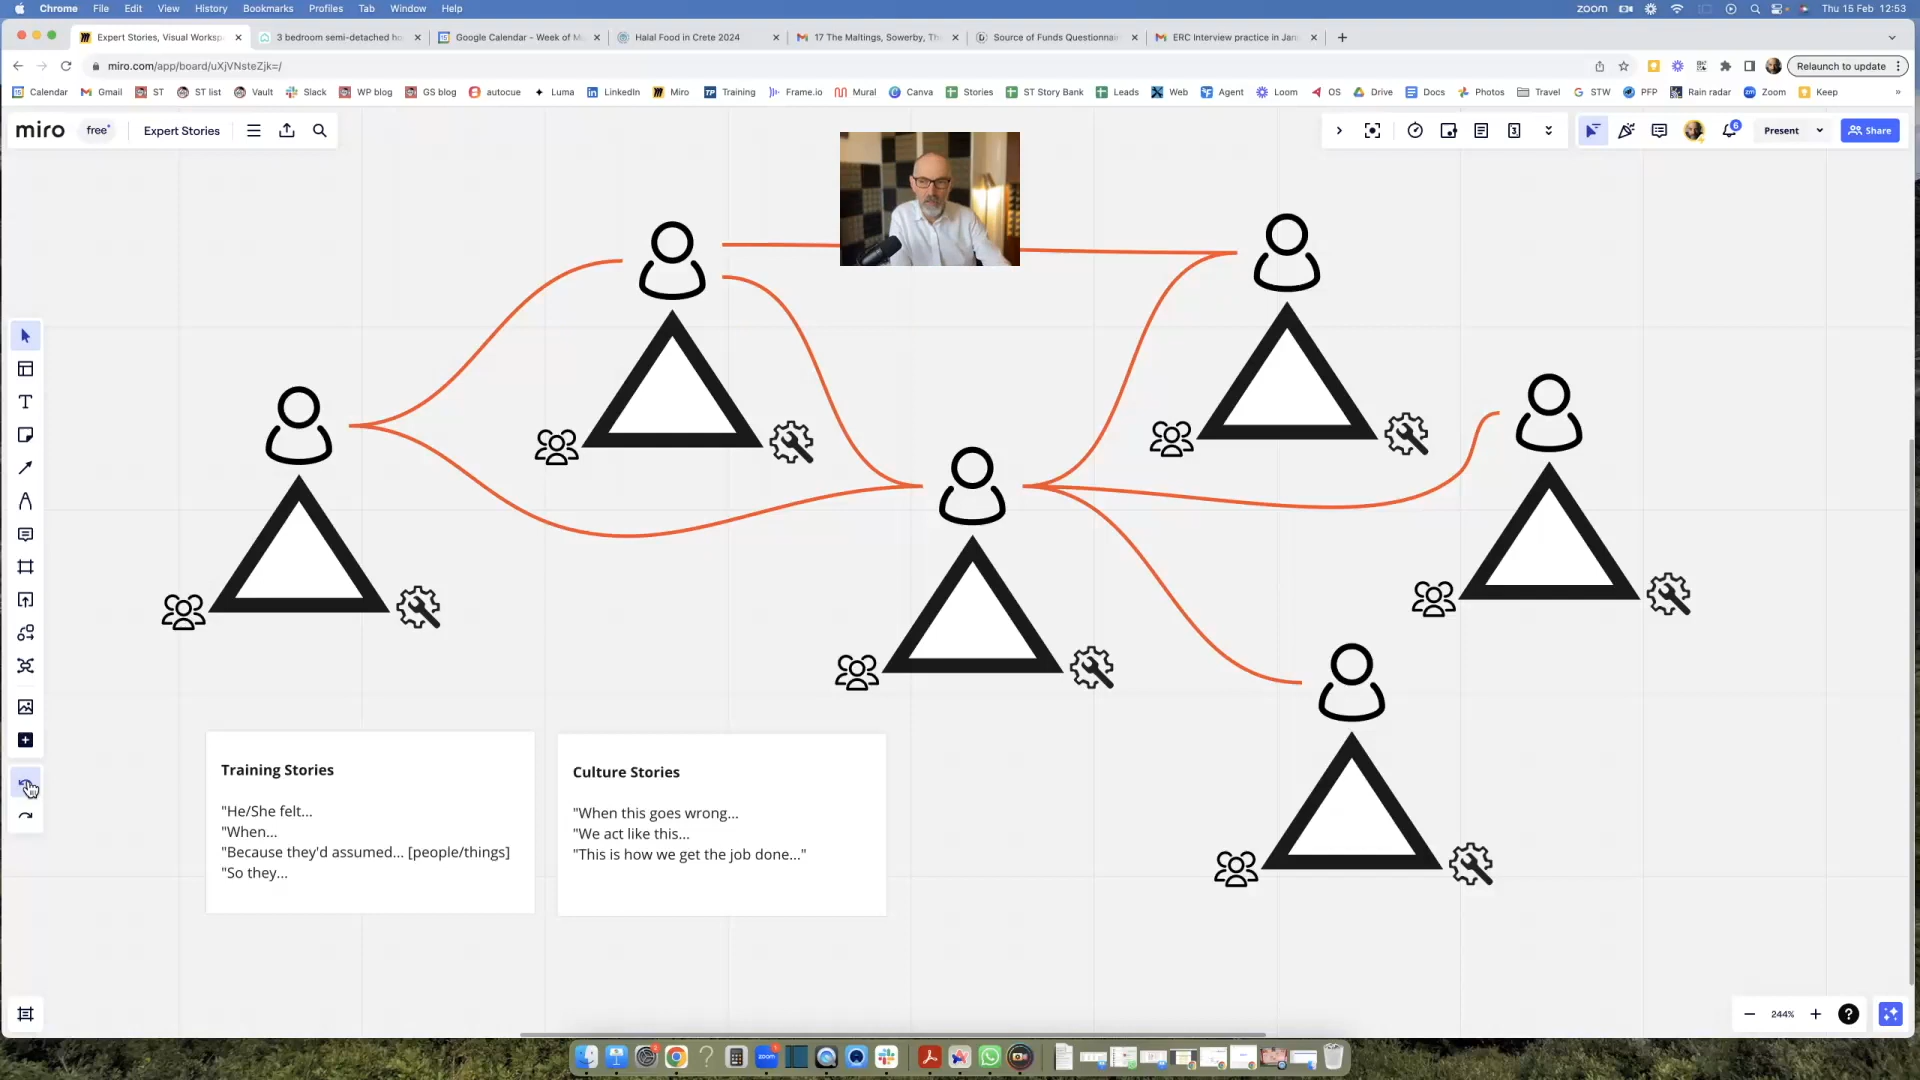 Chrome File Edit View History Bookmarks Profiles Tab Window Help
zoom Thu 15 Feb 12:53
Expert Stories, Visual Worksp
3 bedroom semi-detached ho
Google Calendar - Week of M
Halal Food in Crete 2024
17 The Maltings, Sowerby, Th
Source of Funds Questionnai
ERC Interview practice in Jan
miro.com/app/board/uXjVNsteZjk=/
Relaunch to update
Calendar Gmail ST ST list Vault Slack WP blog GS blog autocue Luma LinkedIn Miro Training Frame.io Mural Canva Stories ST Story Bank Leads Web Agent Loom OS Drive Docs Photos Travel STW PFP Rain radar Zoom Keep
miro free Expert Stories
6
Present
Share
Training Stories
"He/She felt...
"When...
"Because they'd assumed... [people/things]
"So they...
Culture Stories
"When this goes wrong...
"We act like this...
"This is how we get the job done..."
244%
zoom